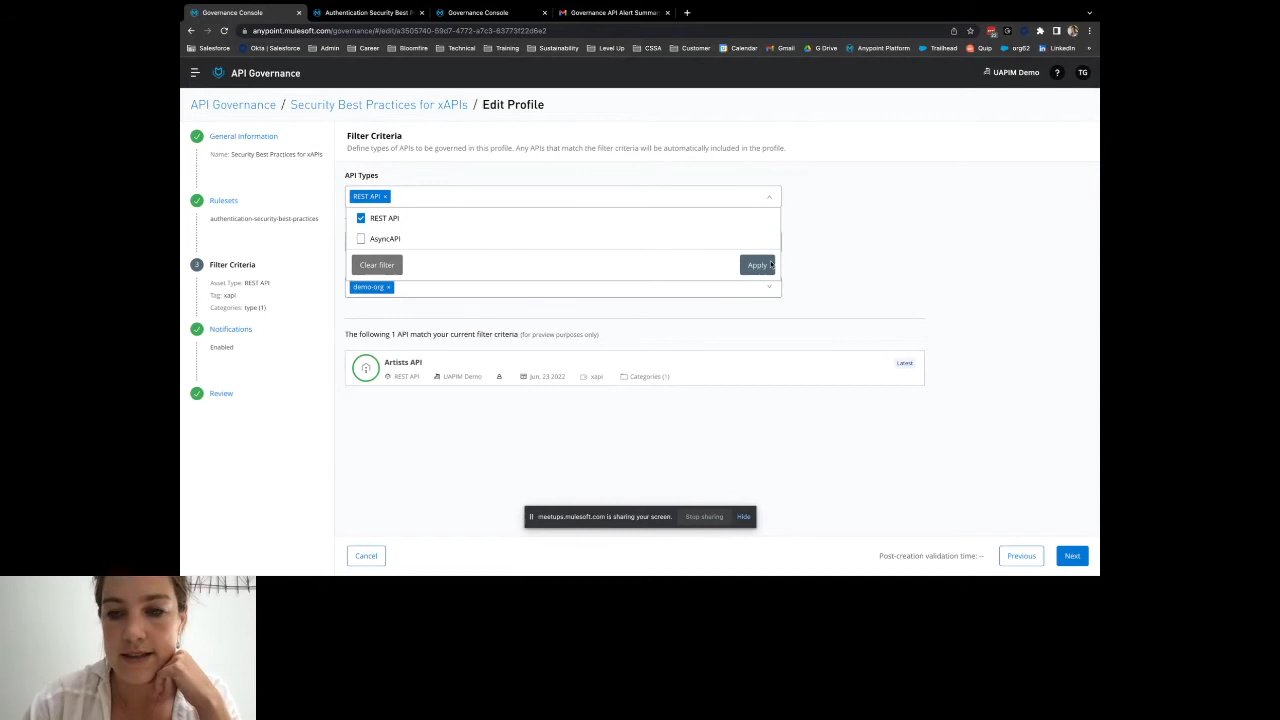 Governance Console
Authentication Security Best P
Governance Console
Governance API Alert Summar
anypoint.mulesoft.com/governance/#/edit/a3505740-59d7-4772-a7c3-63773f22d6e2
Salesforce
Okta | Salesforce
Admin
Career
Bloomfire
Technical
Training
Sustainability
Level Up
CSSA
Customer
Calendar
Gmail
G Drive
Anypoint Platform
Trailhead
Quip
org62
LinkedIn
»
API Governance
UAPIM Demo
?
TG
API Governance / Security Best Practices for xAPIs / Edit Profile
General Information
Name: Security Best Practices for xAPIs
Rulesets
authentication-security-best-practices
3 Filter Criteria
Asset Type: REST API
Tag: xapi
Categories: type (1)
Notifications
Enabled
Review
Filter Criteria
Define types of APIs to be governed in this profile. Any APIs that match the filter criteria will be automatically included in the profile.
API Types
REST API ×
REST API
AsyncAPI
Clear filter
Apply
demo-org ×
The following 1 API match your current filter criteria (for preview purposes only)
Artists API
Latest
REST API
UAPIM Demo
Jun, 23 2022
xapi
Categories (1)
meetups.mulesoft.com is sharing your screen.
Stop sharing
Hide
Cancel
Post-creation validation time: --
Previous
Next